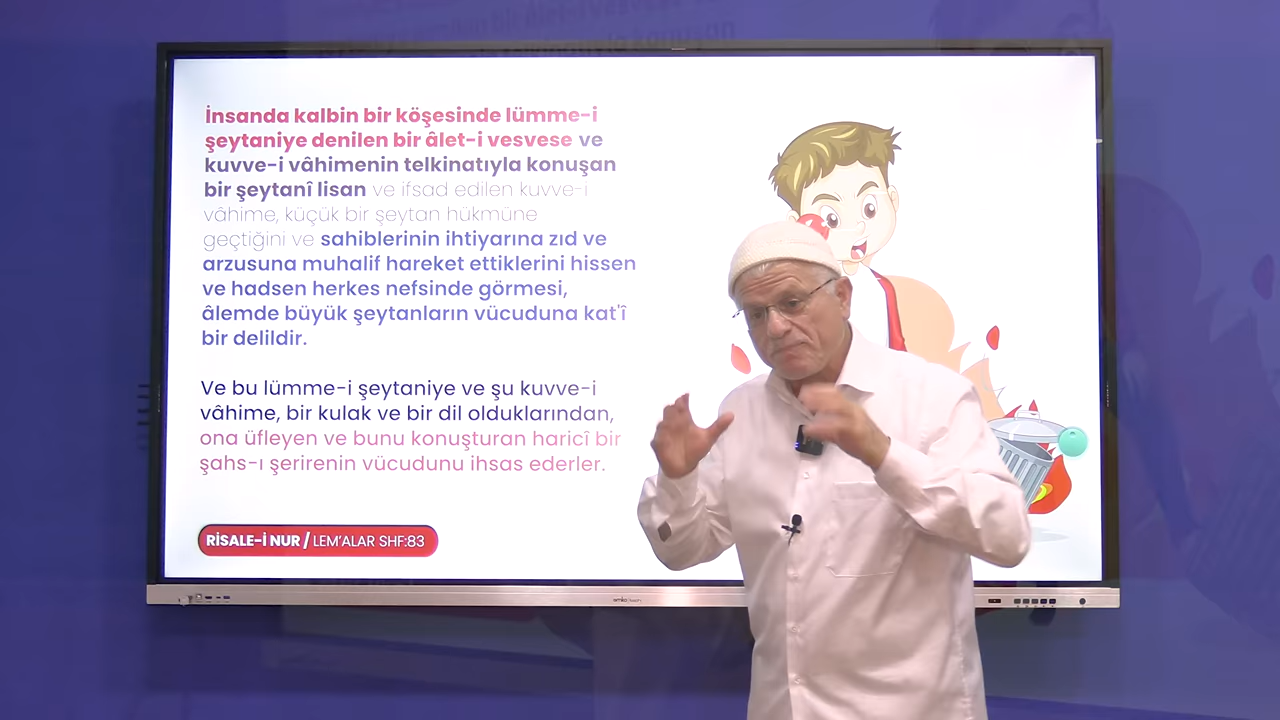 İnsanda kalbin bir köşesinde lümme-i
şeytaniye denilen bir âlet-i vesvese ve
kuvve-i vâhimenin telkinatıyla konuşan
bir şeytanî lisan ve ifsad edilen kuvve-i
vâhime, küçük bir şeytan hükmüne
geçtiğini ve sahiblerinin ihtiyarına zıd ve
arzusuna muhalif hareket ettiklerini hissen
ve hadsen herkes nefsinde görmesi,
âlemde büyük şeytanların vücuduna kat'î
bir delildir.
Ve bu lümme-i şeytaniye ve şu kuvve-i
vâhime, bir kulak ve bir dil olduklarından,
ona üfleyen ve bunu konuşturan haricî bir
şahs-ı şerirenin vücudunu ihsas ederler.
RİSALE-İ NUR / LEM'ALAR SHF:83